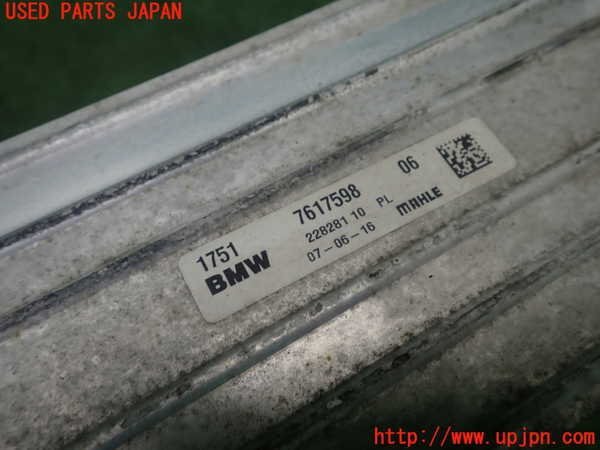 USED PARTS JAPAN
1751 7617598 06
BMW 228281 10 PL MAHLE
07-06-16
http://www.upjpn.com/